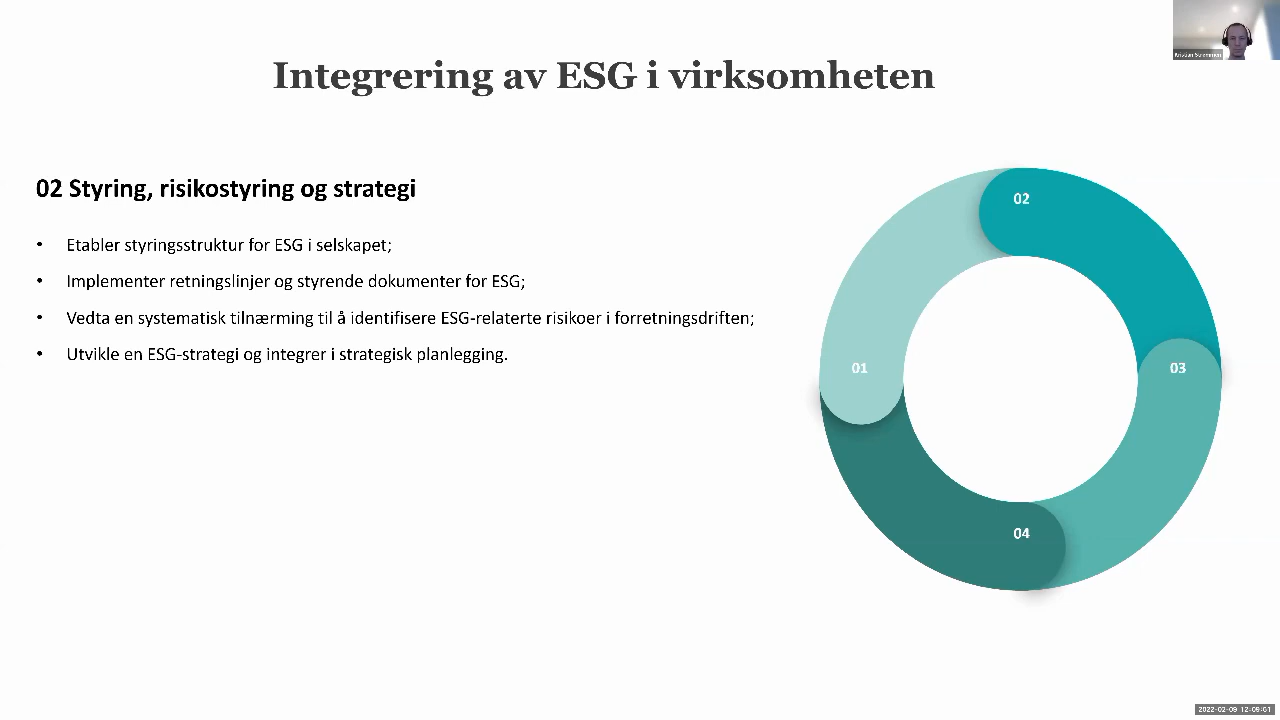 Integrering av ESG i virksomheten
02 Styring, risikostyring og strategi
• Etabler styringsstruktur for ESG i selskapet;
• Implementer retningslinjer og styrende dokumenter for ESG;
• Vedta en systematisk tilnærming til å identifisere ESG-relaterte risikoer i forretningsdriften;
• Utvikle en ESG-strategi og integrer i strategisk planlegging.
02
01
03
04
Kristian
2022-02-09 12:09:01